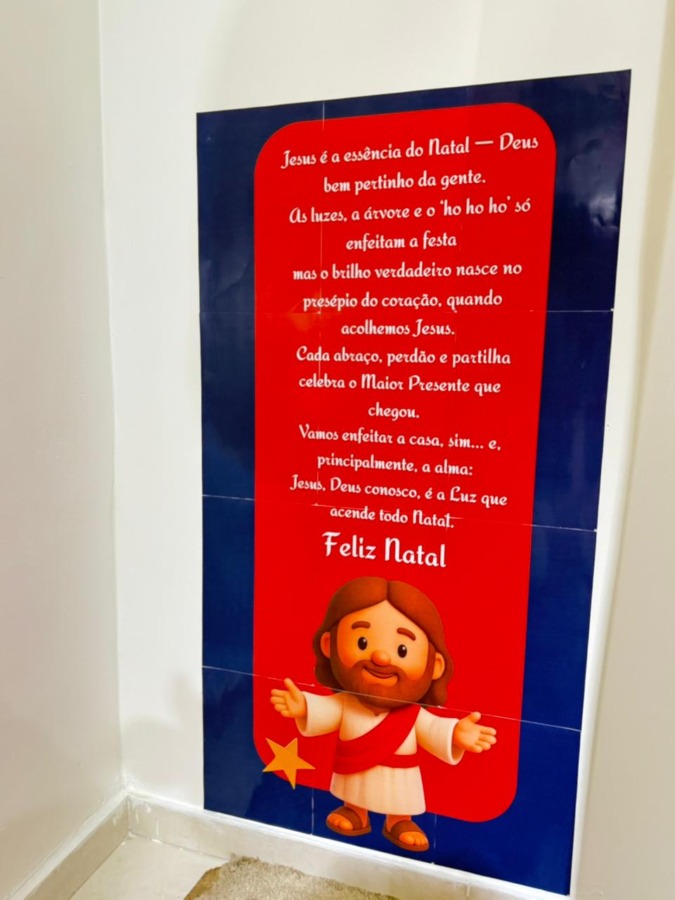 Jesus é a essência do Natal — Deus
bem pertinho da gente.
As luzes, a árvore e o 'ho ho ho' só
enfeitam a festa
mas o brilho verdadeiro nasce no
presépio do coração, quando
acolhemos Jesus.
Cada abraço, perdão e partilha
celebra o Maior Presente que
chegou.
Vamos enfeitar a casa, sim... e,
principalmente, a alma:
Jesus, Deus conosco, é a Luz que
acende todo Natal.
Feliz Natal